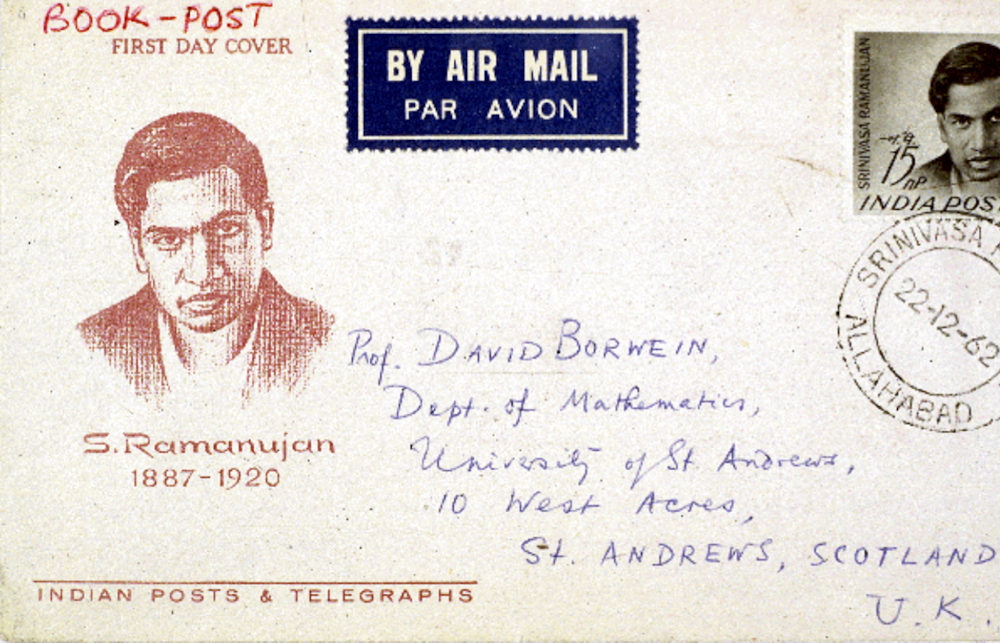 BOOK-POST
FIRST DAY COVER
BY AIR MAIL
PAR AVION
SRINIVASA RAMANUJAN
15
nP
INDIA POS
SRINIVASA
22-12-62
ALLAHABAD
Prof. DAVID BORWEIN,
Dept. of Mathematics,
University of St. Andrews,
10 West Acres,
St. ANDREWS, SCOTLAND
U.K.
S. Ramanujan
1887-1920
INDIAN POSTS & TELEGRAPHS